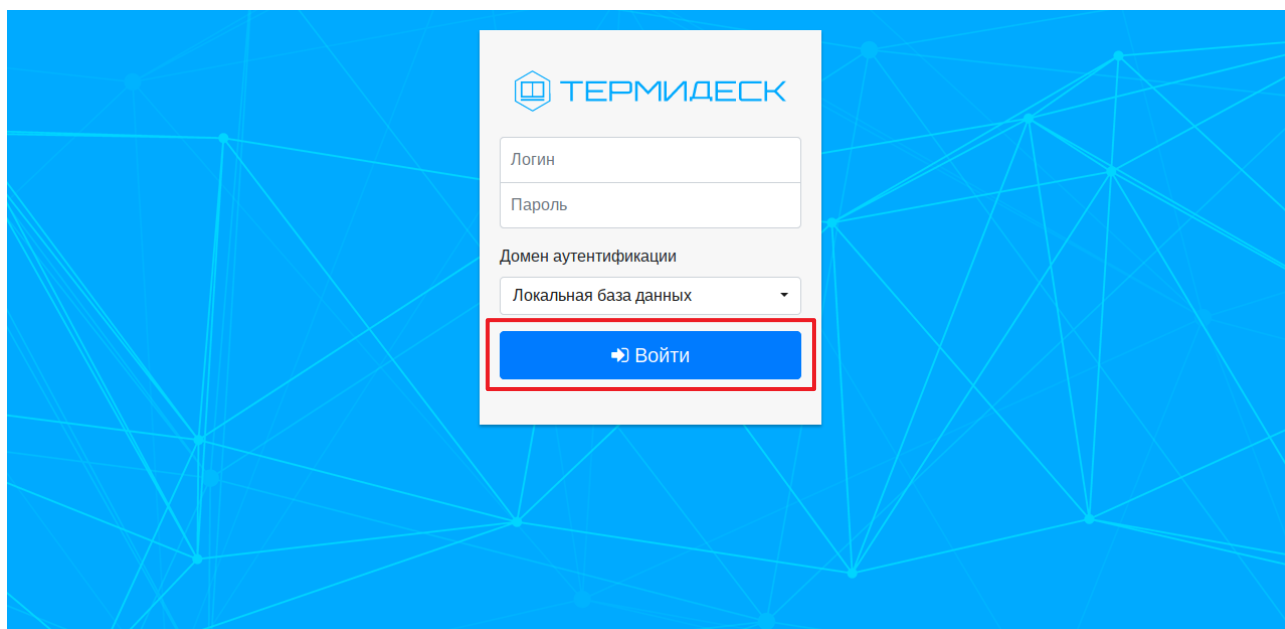 ТЕРМИДЕСК
Логин
Пароль
Домен аутентификации
Локальная база данных
Войти